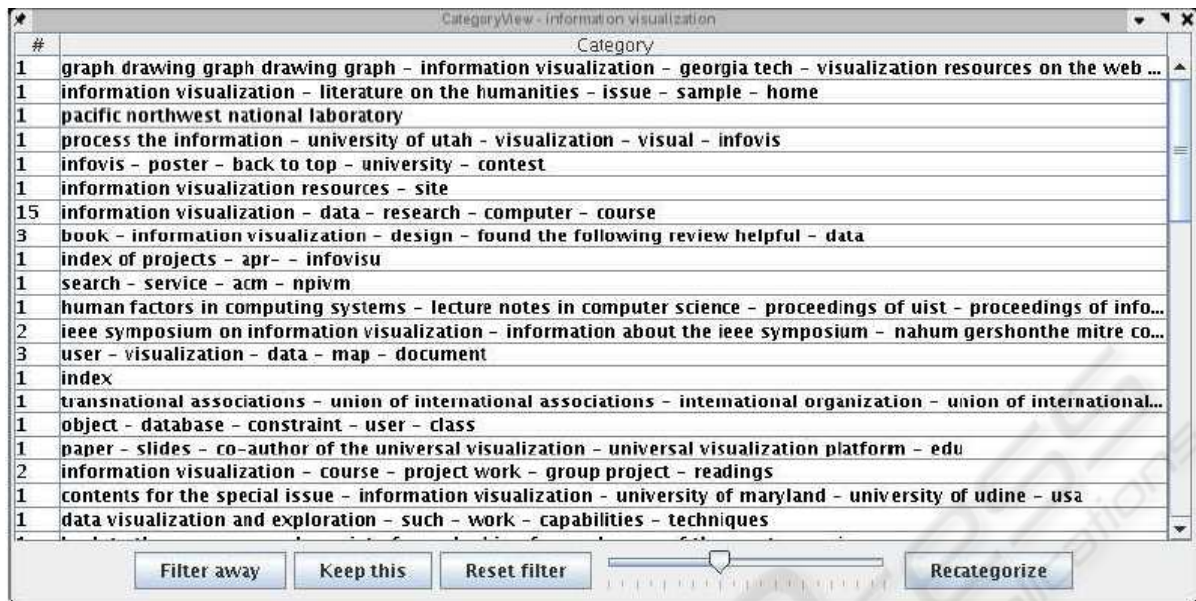 CategoryView - information visualization
# Category
1 graph drawing graph drawing graph - information visualization - georgia tech - visualization resources on the web ...
1 information visualization - literature on the humanities - issue - sample - home
1 pacific northwest national laboratory
1 process the information - university of utah - visualization - visual - infovis
1 infovis - poster - back to top - university - contest
1 information visualization resources - site
15 information visualization - data - research - computer - course
3 book - information visualization - design - found the following review helpful - data
1 index of projects - apr- - infovisu
1 search - service - acm - npivm
1 human factors in computing systems - lecture notes in computer science - proceedings of uist - proceedings of info...
2 ieee symposium on information visualization - information about the ieee symposium - nahum gershonthe mitre co...
3 user - visualization - data - map - document
1 index
1 transnational associations - union of international associations - international organization - union of international...
1 object - database - constraint - user - class
1 paper - slides - co-author of the universal visualization - universal visualization platform - edu
2 information visualization - course - project work - group project - readings
1 contents for the special issue - information visualization - university of maryland - university of udine - usa
1 data visualization and exploration - such - work - capabilities - techniques
Filter away Keep this Reset filter Recategorize